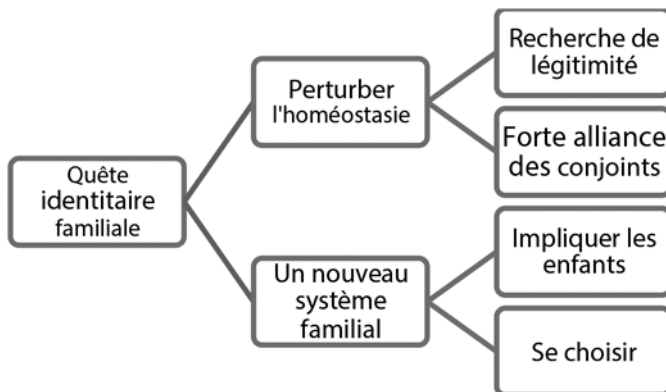 Quête
identitaire
familiale
Perturber
l'homéostasie
Recherche de
légitimité
Forte alliance
des conjoints
Un nouveau
système
familial
Impliquer les
enfants
Se choisir